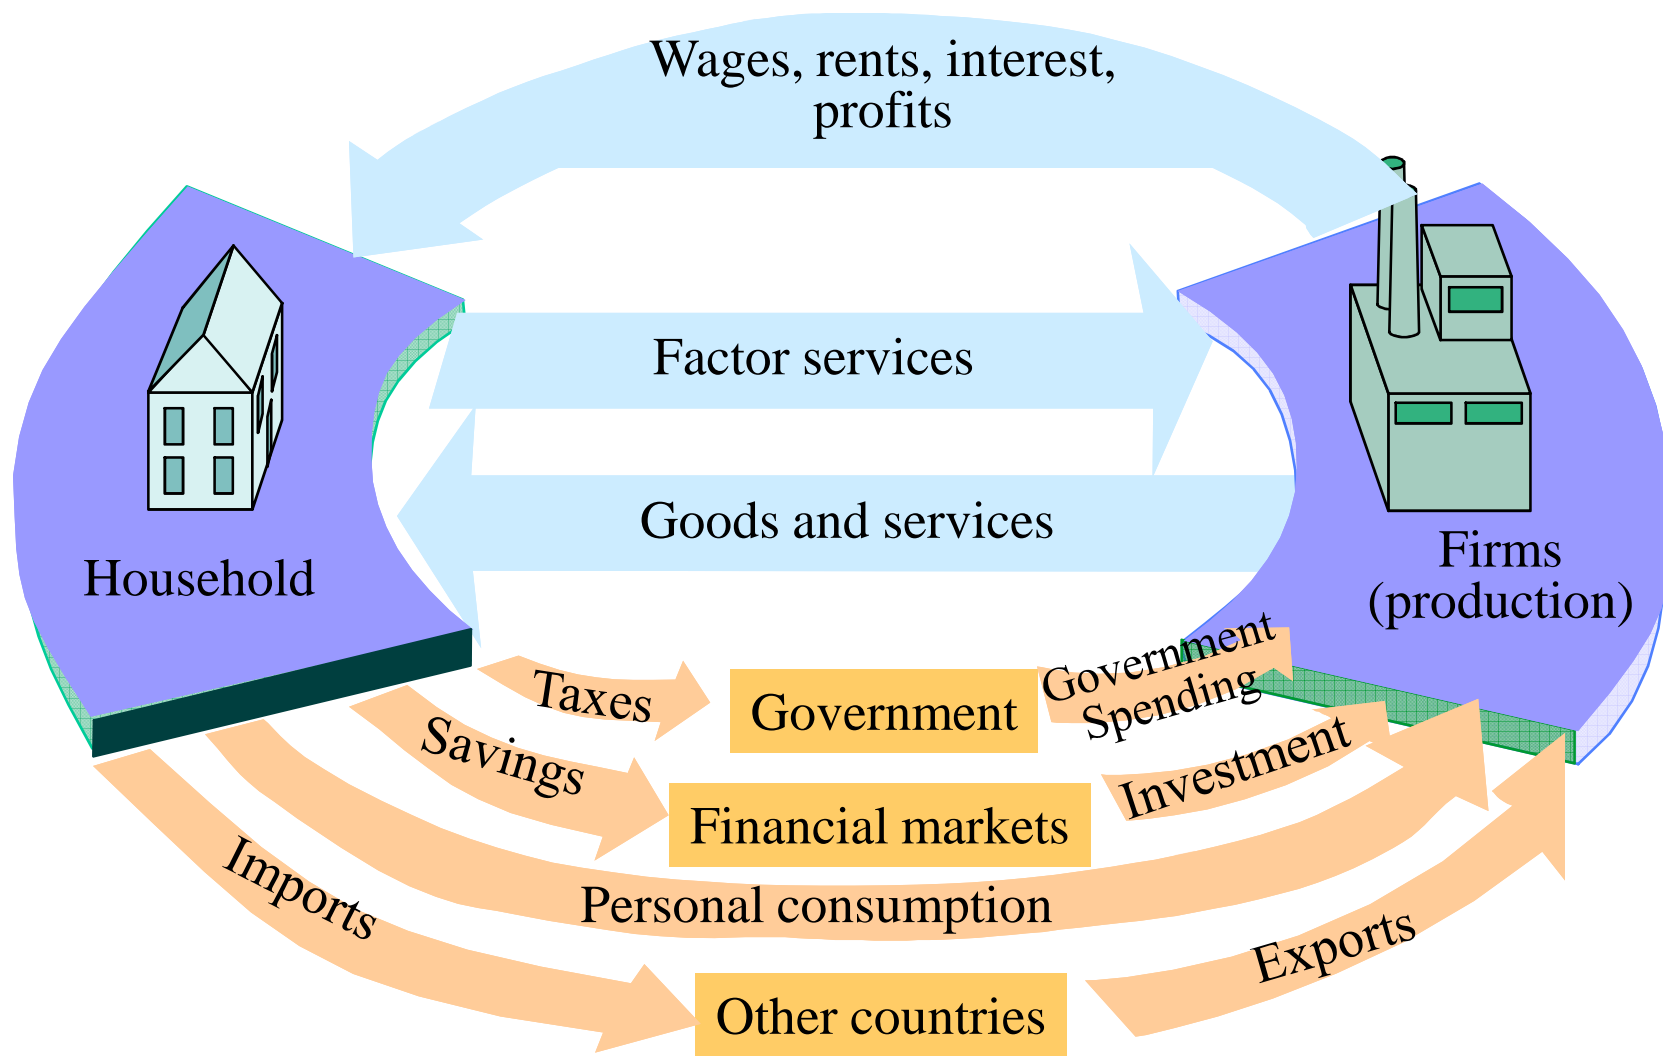 Wages, rents, interest,
profits
Factor services
Goods and services
Household
Firms
(production)
Taxes
Government
Government
Spending
Savings
Financial markets
Investment
Personal consumption
Imports
Other countries
Exports